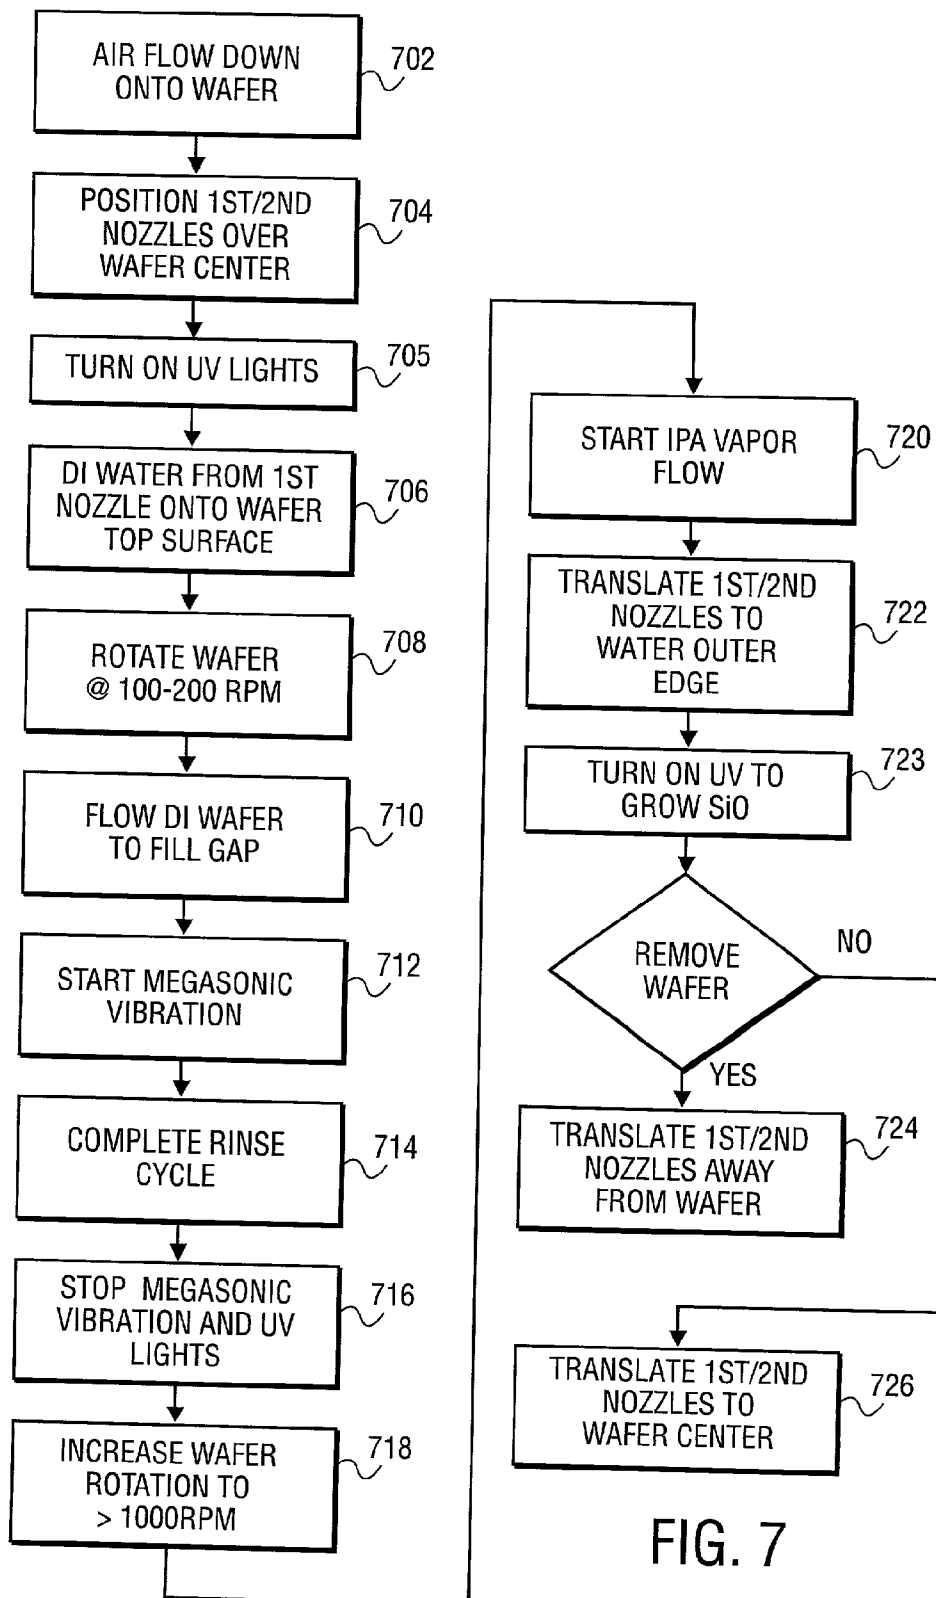 AIR FLOW DOWN
ONTO WAFER
702
POSITION 1ST/2ND
NOZZLES OVER
WAFER CENTER
704
TURN ON UV LIGHTS
705
DI WATER FROM 1ST
NOZZLE ONTO WAFER
TOP SURFACE
706
ROTATE WAFER
@ 100-200 RPM
708
FLOW DI WAFER
TO FILL GAP
710
START MEGASONIC
VIBRATION
712
COMPLETE RINSE
CYCLE
714
STOP MEGASONIC
VIBRATION AND UV
LIGHTS
716
INCREASE WAFER
ROTATION TO
> 1000RPM
718
START IPA VAPOR
FLOW
720
TRANSLATE 1ST/2ND
NOZZLES TO
WATER OUTER
EDGE
722
TURN ON UV TO
GROW SiO
723
REMOVE
WAFER
NO
YES
TRANSLATE 1ST/2ND
NOZZLES AWAY
FROM WAFER
724
TRANSLATE 1ST/2ND
NOZZLES TO
WAFER CENTER
726
FIG. 7